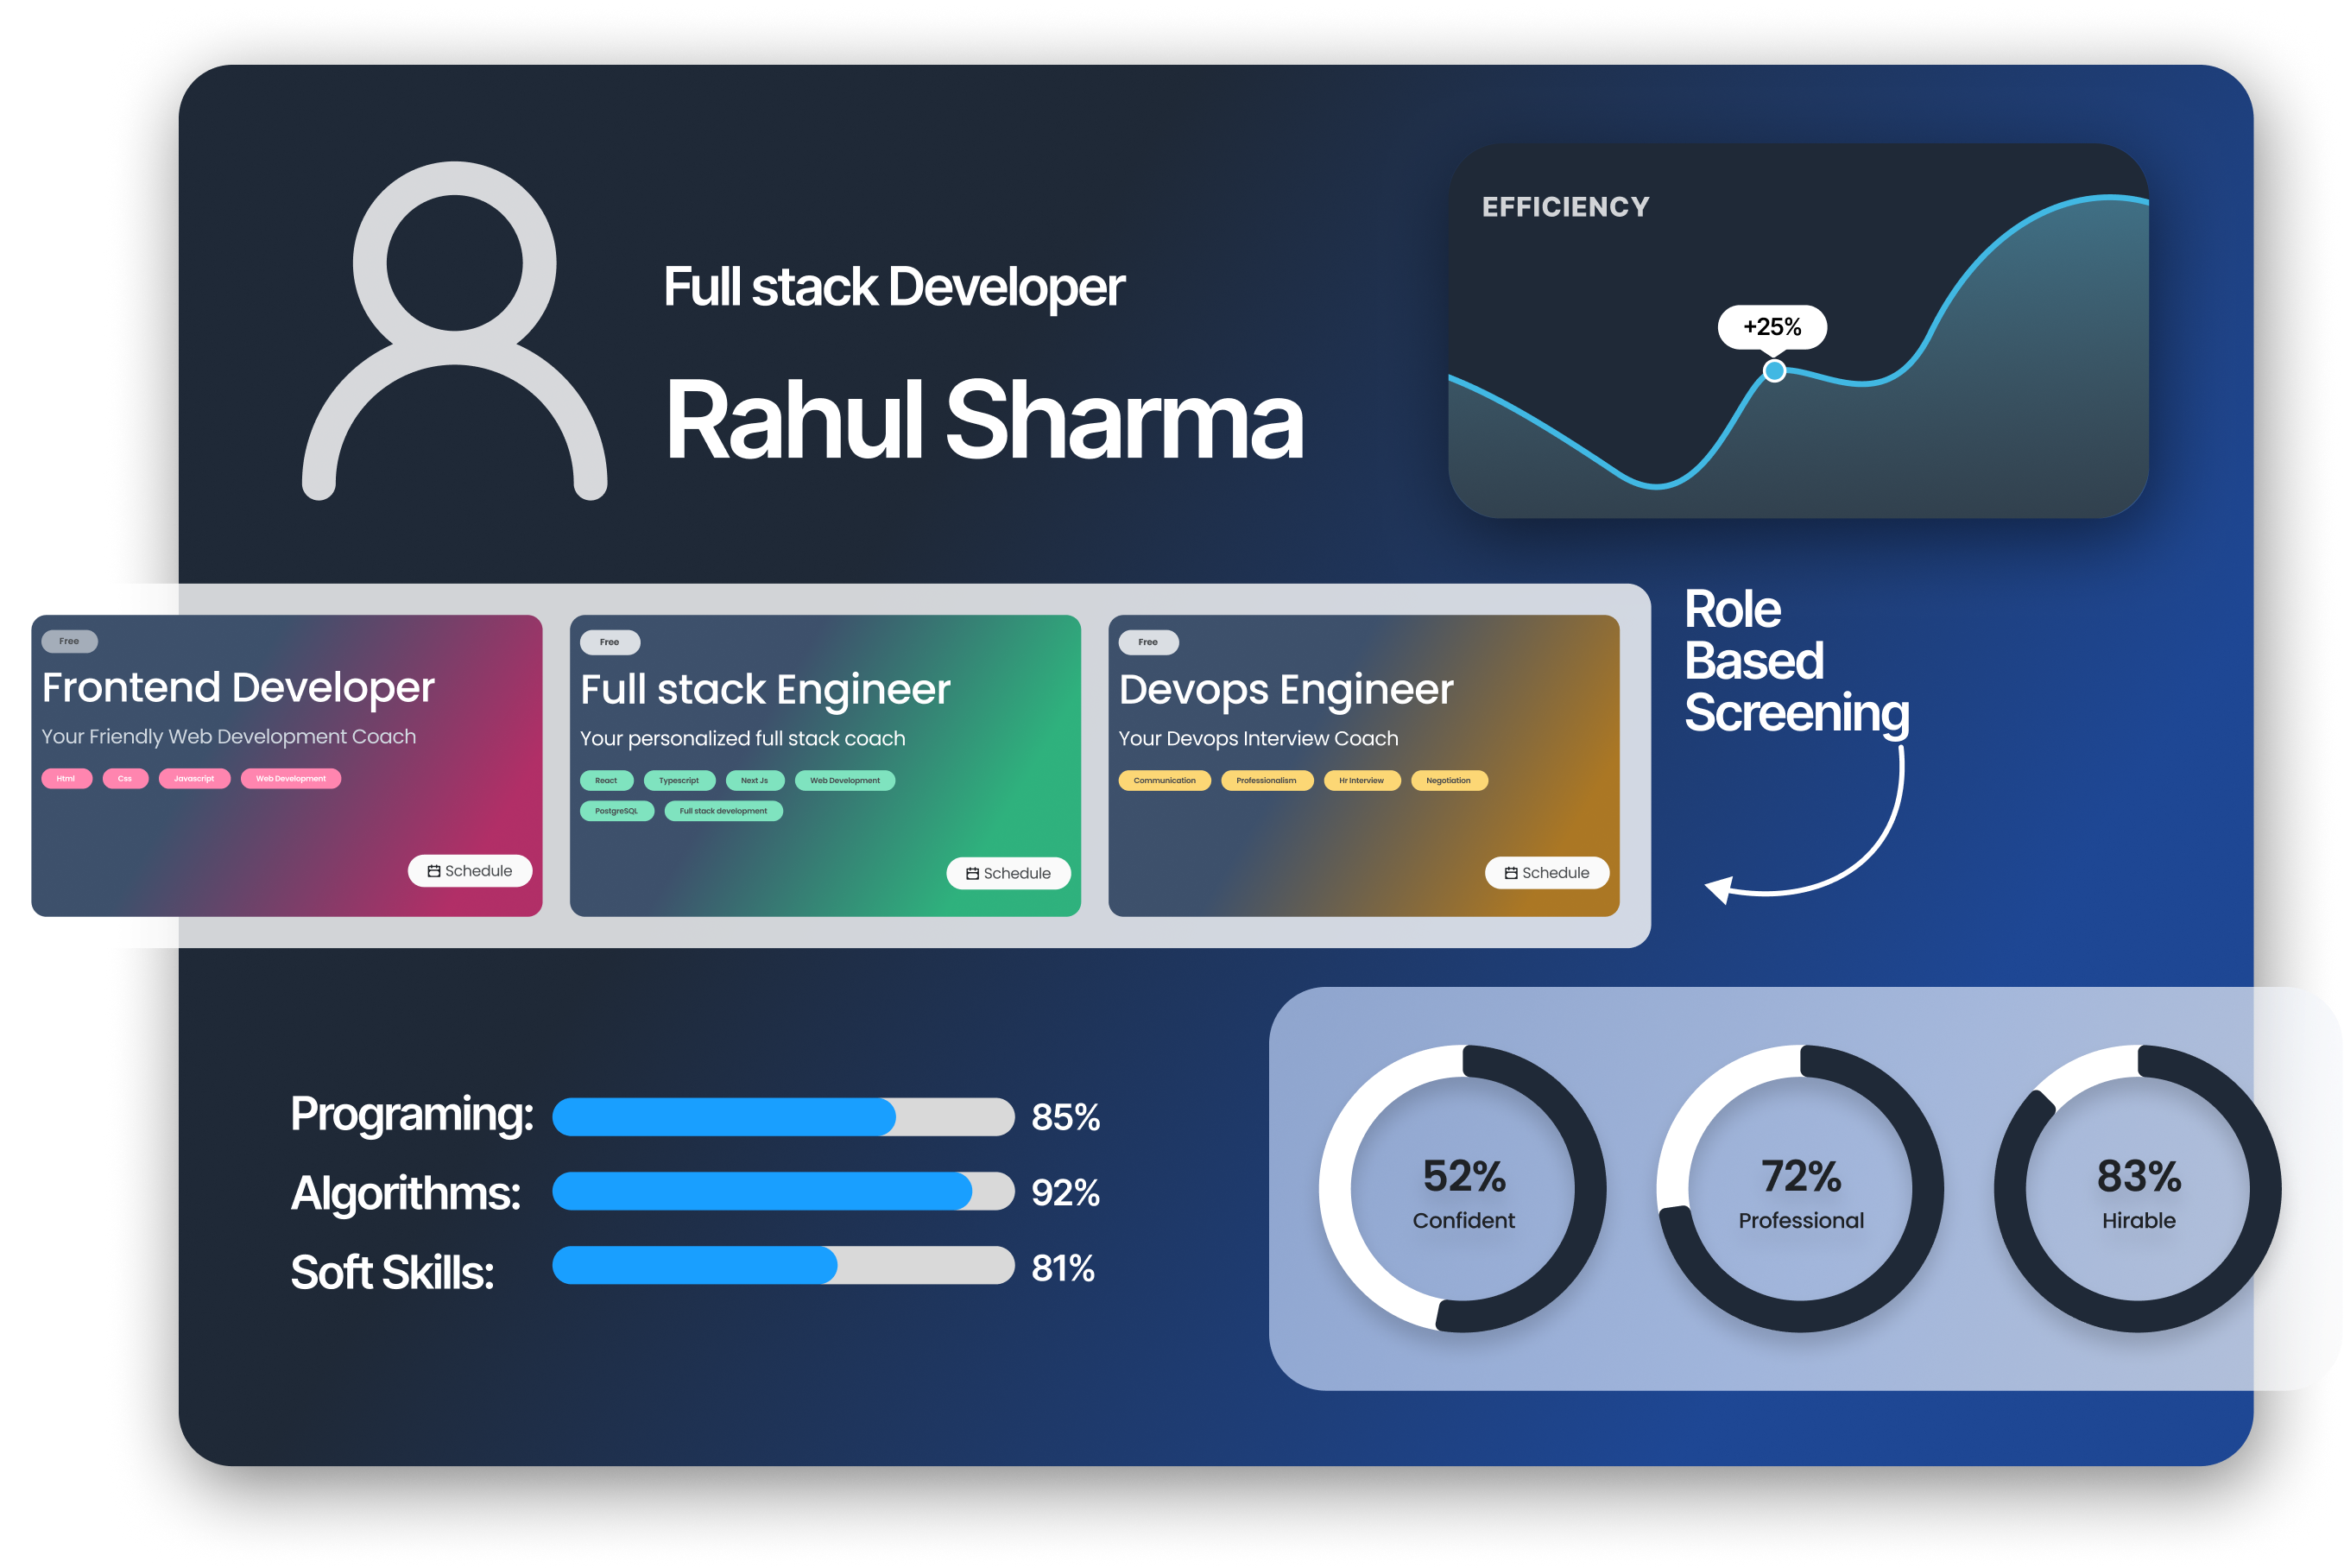 EFFICIENCY
+25%
Full stack Developer
Rahul Sharma
Role
Based
Screening
Free
Frontend Developer
Your Friendly Web Development Coach
Html Css Javascript Web Development
Schedule
Free
Full stack Engineer
Your personalized full stack coach
React Typescript Next Js Web Development
PostgreSQL Full stack development
Schedule
Free
Devops Engineer
Your Devops Interview Coach
Communication Professionalism Hr Interview Negotiation
Schedule
Programing: 85%
Algorithms: 92%
Soft Skills: 81%
52%
Confident
72%
Professional
83%
Hirable